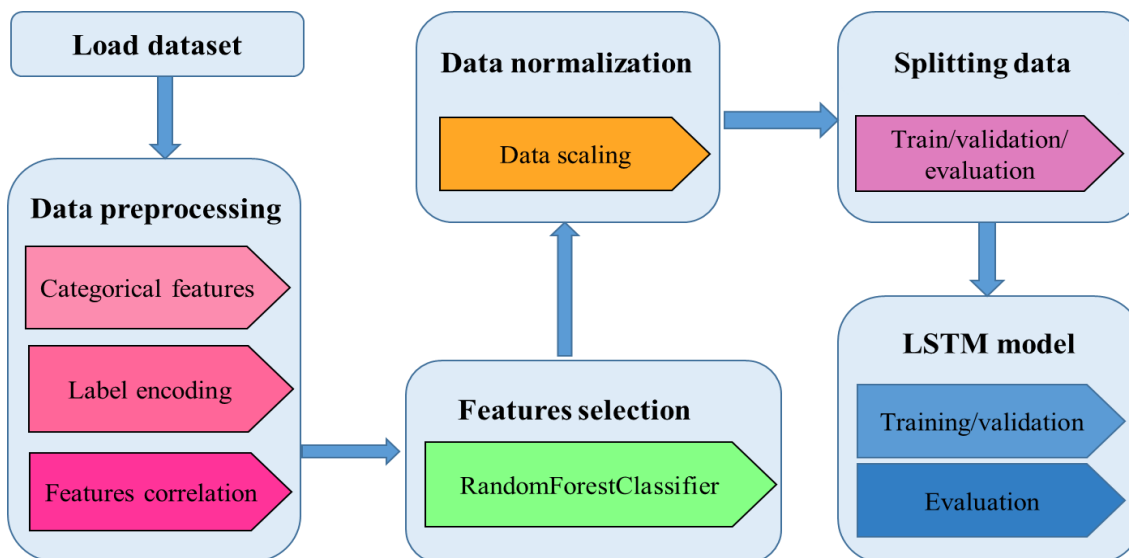 Load dataset
Data preprocessing
Categorical features
Label encoding
Features correlation
Features selection
RandomForestClassifier
Data normalization
Data scaling
Splitting data
Train/validation/
evaluation
LSTM model
Training/validation
Evaluation